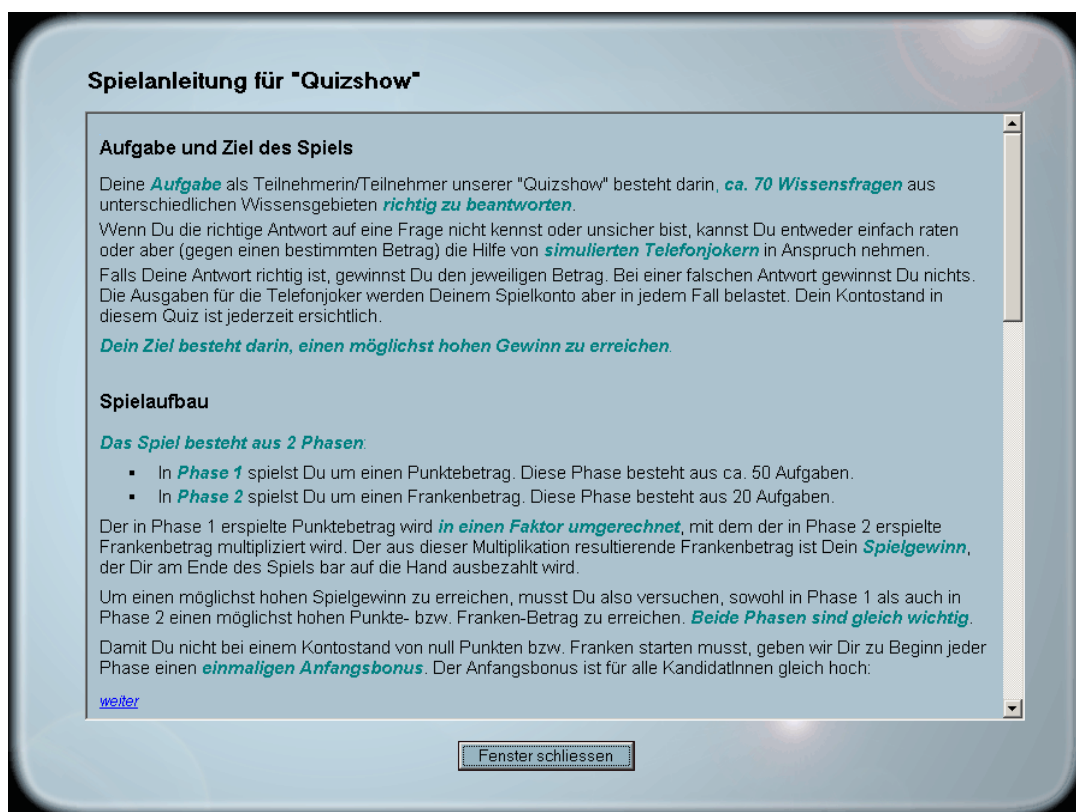 Spielanleitung für "Quizshow"
Aufgabe und Ziel des Spiels
Deine Aufgabe als Teilnehmerin/Teilnehmer unserer "Quizshow" besteht darin, ca. 70 Wissensfragen aus
unterschiedlichen Wissensgebieten richtig zu beantworten.
Wenn Du die richtige Antwort auf eine Frage nicht kennst oder unsicher bist, kannst Du entweder einfach raten
oder aber (gegen einen bestimmten Betrag) die Hilfe von simulierten Telefonjokern in Anspruch nehmen.
Falls Deine Antwort richtig ist, gewinnst Du den jeweiligen Betrag. Bei einer falschen Antwort gewinnst Du nichts.
Die Ausgaben für die Telefonjoker werden Deinem Spielkonto aber in jedem Fall belastet. Dein Kontostand in
diesem Quiz ist jederzeit ersichtlich.
Dein Ziel besteht darin, einen möglichst hohen Gewinn zu erreichen.
Spielaufbau
Das Spiel besteht aus 2 Phasen:
▪ In Phase 1 spielst Du um einen Punktebetrag. Diese Phase besteht aus ca. 50 Aufgaben.
▪ In Phase 2 spielst Du um einen Frankenbetrag. Diese Phase besteht aus 20 Aufgaben.
Der in Phase 1 erspielte Punktebetrag wird in einen Faktor umgerechnet, mit dem der in Phase 2 erspielte
Frankenbetrag multipliziert wird. Der aus dieser Multiplikation resultierende Frankenbetrag ist Dein Spielgewinn,
der Dir am Ende des Spiels bar auf die Hand ausbezahlt wird.
Um einen möglichst hohen Spielgewinn zu erreichen, musst Du also versuchen, sowohl in Phase 1 als auch in
Phase 2 einen möglichst hohen Punkte- bzw. Franken-Betrag zu erreichen. Beide Phasen sind gleich wichtig.
Damit Du nicht bei einem Kontostand von null Punkten bzw. Franken starten musst, geben wir Dir zu Beginn jeder
Phase einen einmaligen Anfangsbonus. Der Anfangsbonus ist für alle KandidatInnen gleich hoch:
weiter
Fenster schliessen